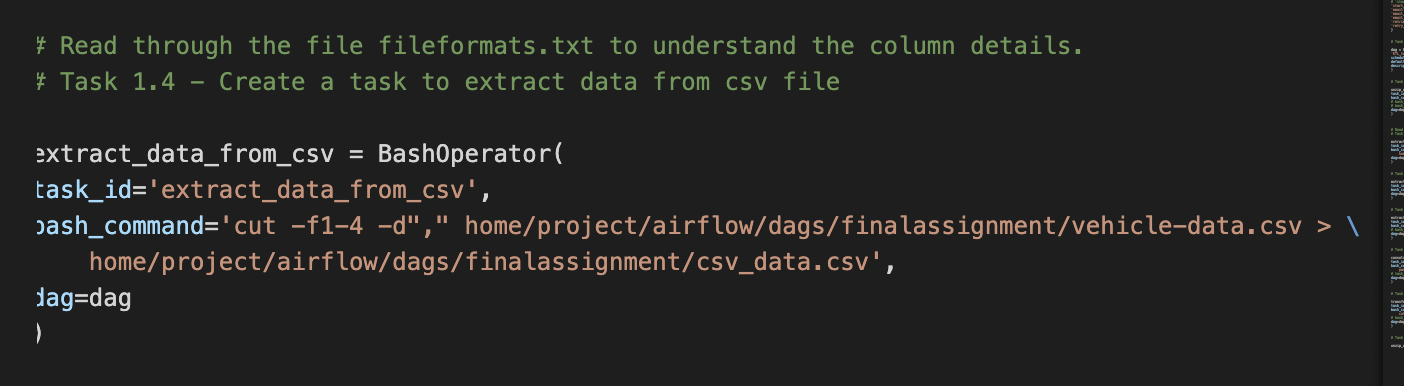 # Read through the file fileformats.txt to understand the column details.
# Task 1.4 - Create a task to extract data from csv file
extract_data_from_csv = BashOperator(
task_id='extract_data_from_csv',
bash_command='cut -f1-4 -d"," home/project/airflow/dags/finalassignment/vehicle-data.csv > \
home/project/airflow/dags/finalassignment/csv_data.csv',
dag=dag
)